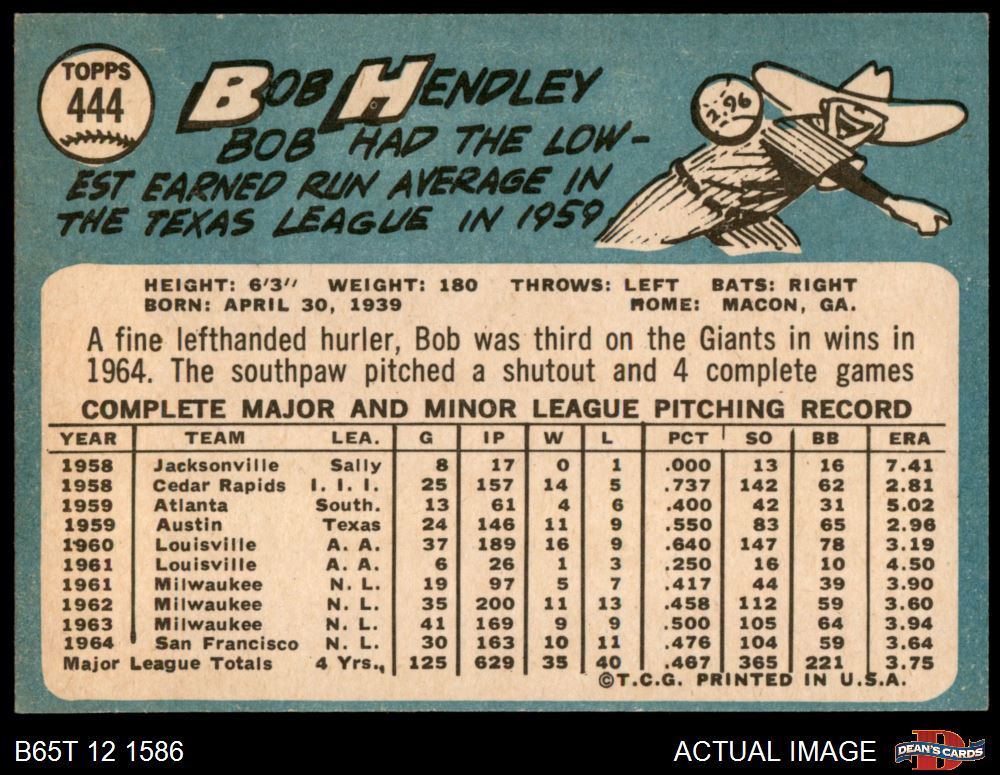 TOPPS
444
BOB HENDLEY
BOB HAD THE LOW-
EST EARNED RUN AVERAGE IN
THE TEXAS LEAGUE IN 1959
2.96
HEIGHT: 6'3" WEIGHT: 180 THROWS: LEFT BATS: RIGHT
BORN: APRIL 30, 1939 HOME: MACON, GA.
A fine lefthanded hurler, Bob was third on the Giants in wins in
1964. The southpaw pitched a shutout and 4 complete games
COMPLETE MAJOR AND MINOR LEAGUE PITCHING RECORD
YEAR TEAM LEA. G IP W L PCT SO BB ERA
1958 Jacksonville Sally 8 17 0 1 .000 13 16 7.41
1958 Cedar Rapids I. I. I. 25 157 14 5 .737 142 62 2.81
1959 Atlanta South. 13 61 4 6 .400 42 31 5.02
1959 Austin Texas 24 146 11 9 .550 83 65 2.96
1960 Louisville A. A. 37 189 16 9 .640 147 78 3.19
1961 Louisville A. A. 6 26 1 3 .250 16 10 4.50
1961 Milwaukee N. L. 19 97 5 7 .417 44 39 3.90
1962 Milwaukee N. L. 35 200 11 13 .458 112 59 3.60
1963 Milwaukee N. L. 41 169 9 9 .500 105 64 3.94
1964 San Francisco N. L. 30 163 10 11 .476 104 59 3.64
Major League Totals 4 Yrs., 125 629 35 40 .467 365 221 3.75
©T.C.G. PRINTED IN U.S.A.
B65T 12 1586
ACTUAL IMAGE
DEAN'S CARDS